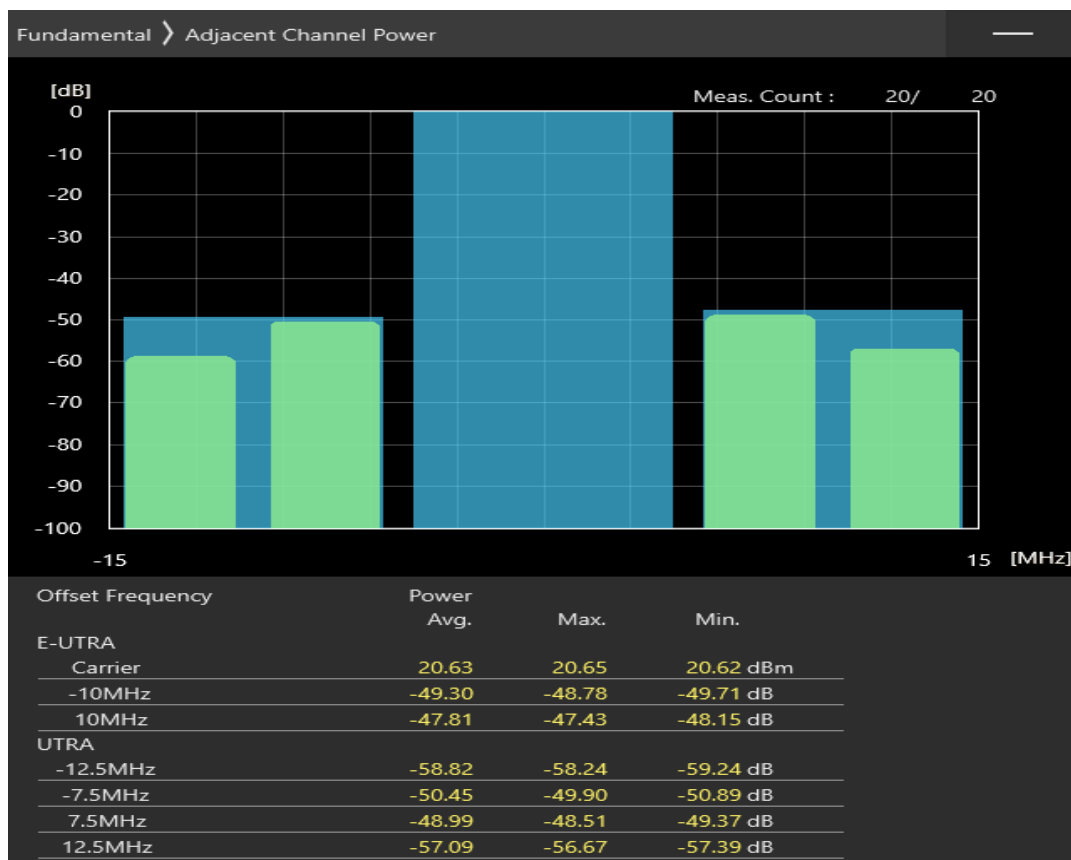 Fundamental ❯ Adjacent Channel Power
[dB]
Meas. Count : 20/ 20
0
-10
-20
-30
-40
-50
-60
-70
-80
-90
-100
-15 15 [MHz]
Offset Frequency Power
Avg. Max. Min.
E-UTRA
Carrier 20.63 20.65 20.62 dBm
-10MHz -49.30 -48.78 -49.71 dB
10MHz -47.81 -47.43 -48.15 dB
UTRA
-12.5MHz -58.82 -58.24 -59.24 dB
-7.5MHz -50.45 -49.90 -50.89 dB
7.5MHz -48.99 -48.51 -49.37 dB
12.5MHz -57.09 -56.67 -57.39 dB